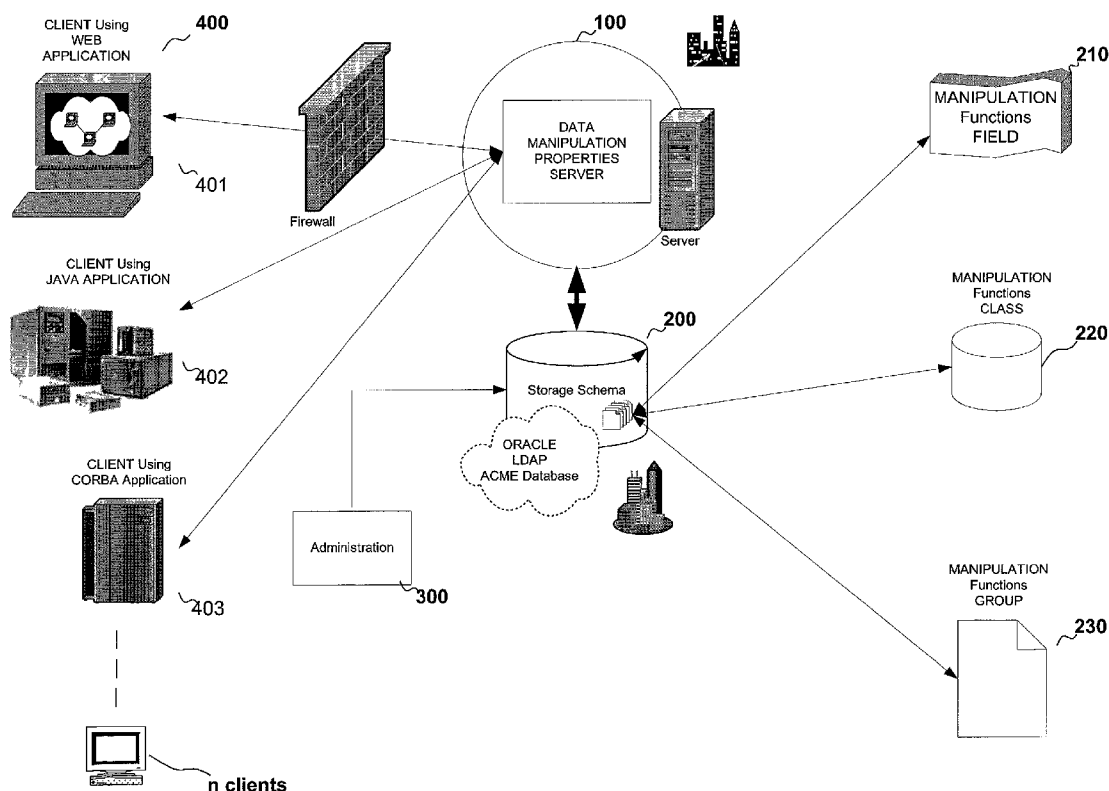 CLIENT Using
WEB
APPLICATION
400
401
Firewall
100
DATA
MANIPULATION
PROPERTIES
SERVER
Server
210
MANIPULATION
Functions
FIELD
CLIENT Using
JAVA APPLICATION
402
200
Storage Schema
ORACLE
LDAP
ACME Database
MANIPULATION
Functions
CLASS
220
CLIENT Using
CORBA Application
403
Administration
300
MANIPULATION
Functions
GROUP
230
n clients